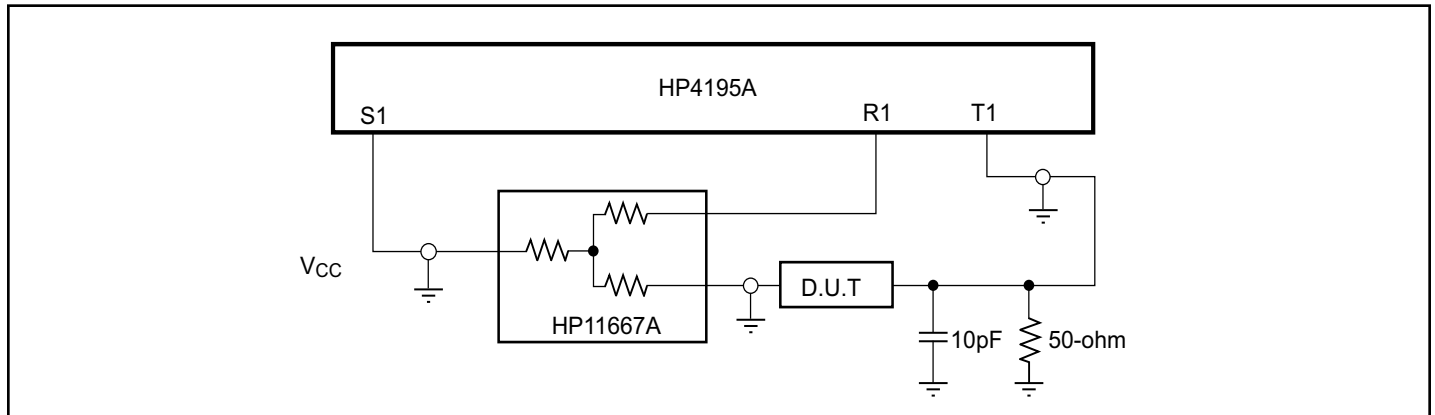 HP4195A
S1
R1
T1
VCC
HP11667A
D.U.T
10pF
50-ohm